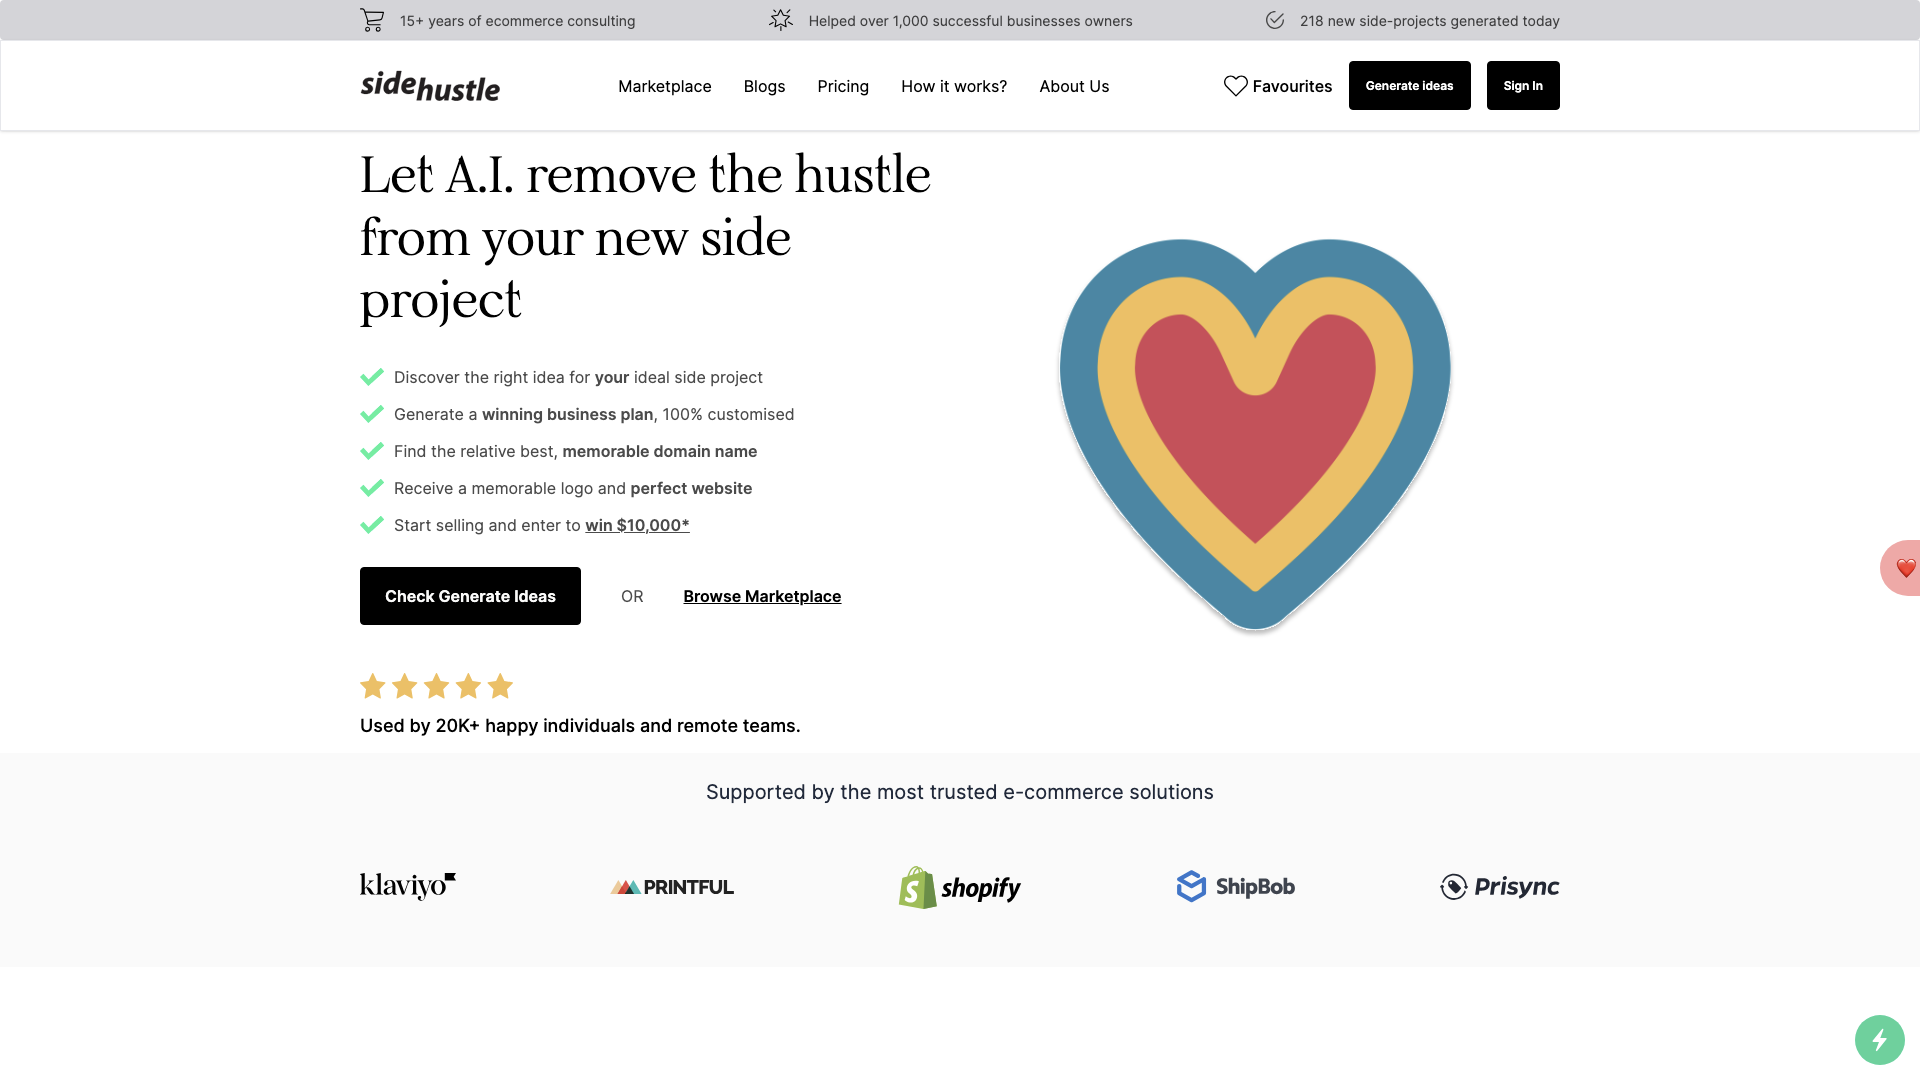 15+ years of ecommerce consulting
Helped over 1,000 successful businesses owners
218 new side-projects generated today
sidehustle
Marketplace
Blogs
Pricing
How it works?
About Us
Favourites
Generate ideas
Sign In
Let A.I. remove the hustle
from your new side
project
Discover the right idea for your ideal side project
Generate a winning business plan, 100% customised
Find the relative best, memorable domain name
Receive a memorable logo and perfect website
Start selling and enter to win $10,000*
Check Generate Ideas
OR
Browse Marketplace
Used by 20K+ happy individuals and remote teams.
Supported by the most trusted e-commerce solutions
klaviyo
PRINTFUL
shopify
ShipBob
Prisync